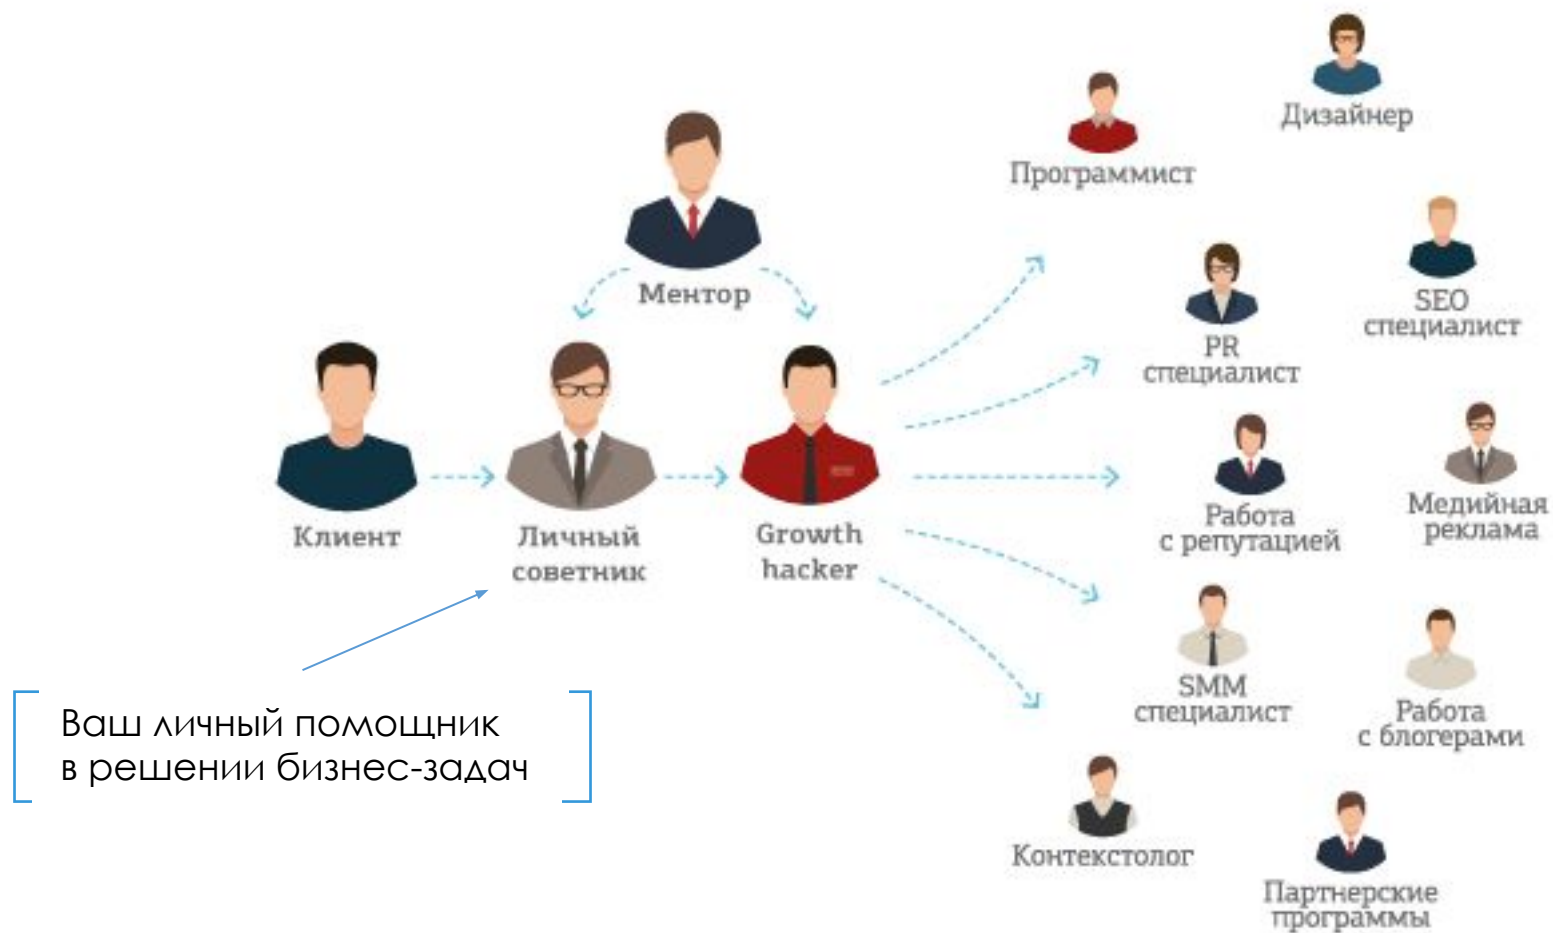 Дизайнер
Программист
SEO
специалист
Ментор
PR
специалист
Клиент
Личный
советник
Growth
hacker
Работа
с репутацией
Медийная
реклама
SMM
специалист
Работа
с блогерами
Ваш личный помощник
в решении бизнес-задач
Контекстолог
Партнерские
программы